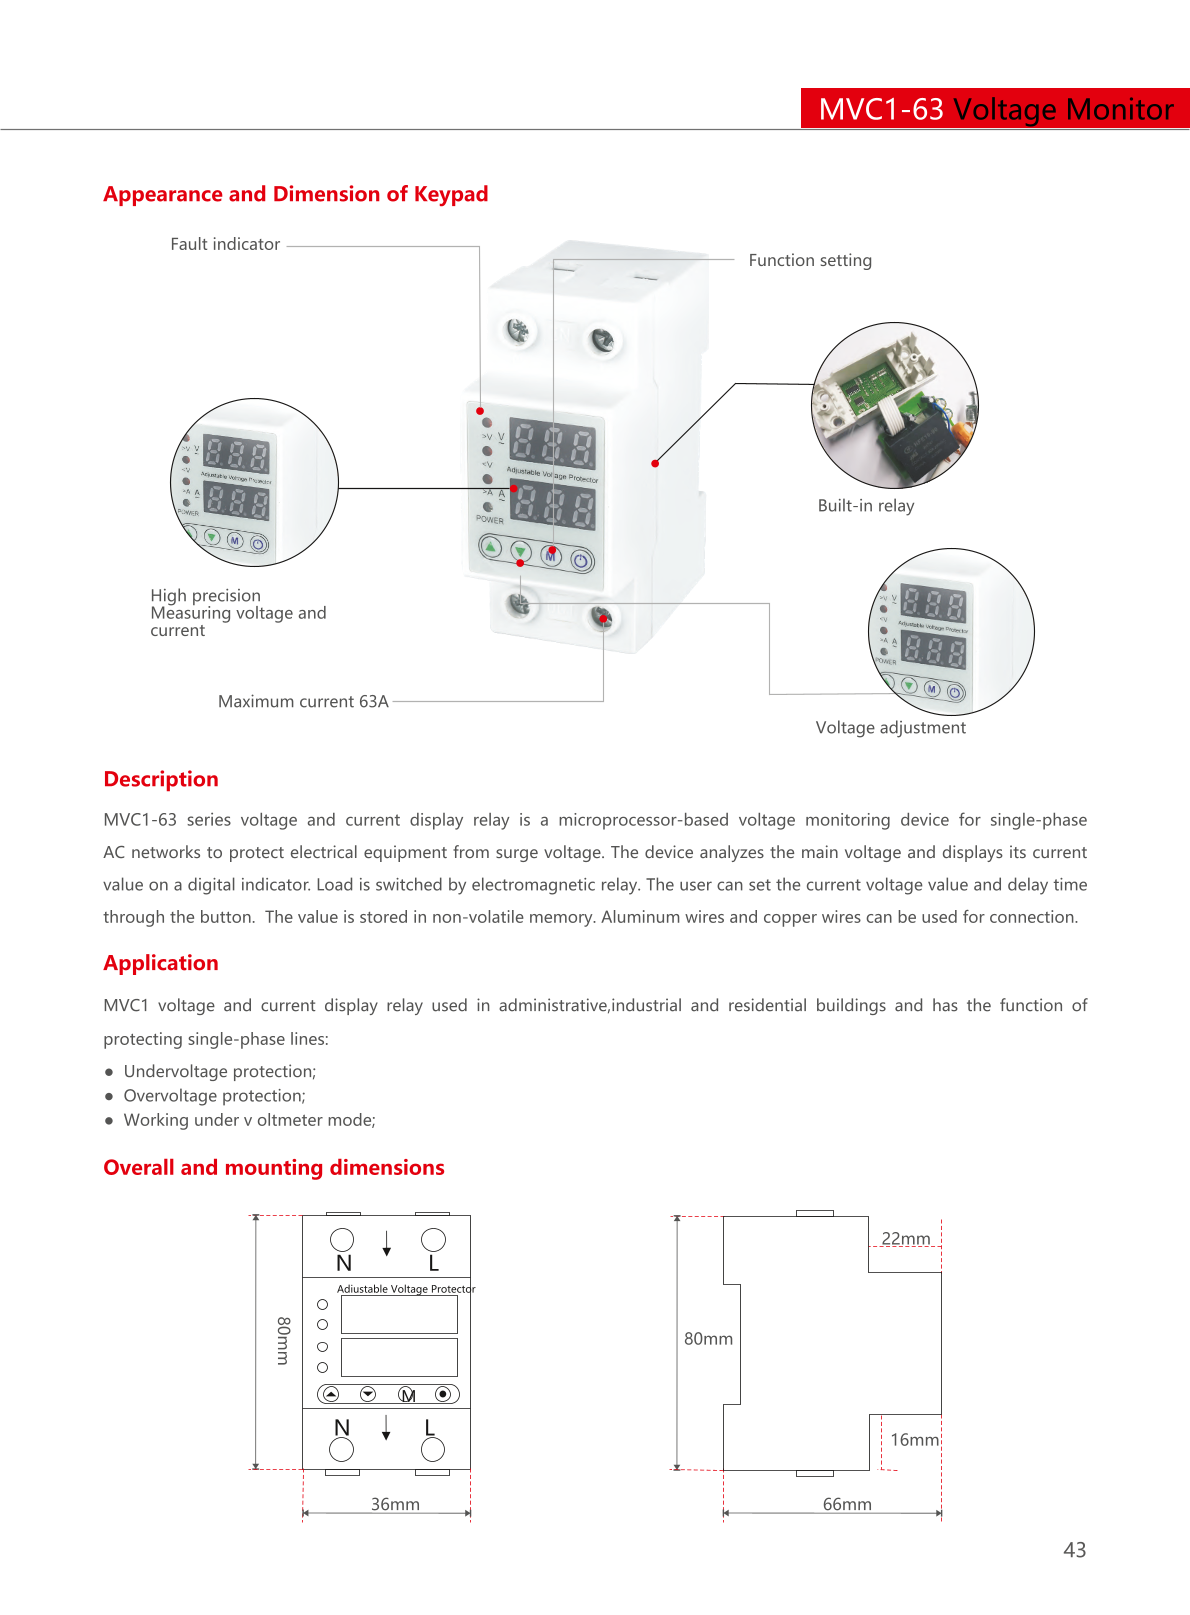 MVC1-63 Voltage Monitor
Appearance and Dimension of Keypad
Fault indicator
Function setting
>V V
<V
Adjustable Voltage Protector
>A A
POWER
M
>V V
<V
Adjustable Voltage Protector
>A A
POWER
M
Built-in relay
High precision
Measuring voltage and
current
>V V
<V
Adjustable Voltage Protector
>A A
POWER
M
Maximum current 63A
Voltage adjustment
Description
MVC1-63 series voltage and current display relay is a microprocessor-based voltage monitoring device for single-phase
AC networks to protect electrical equipment from surge voltage. The device analyzes the main voltage and displays its current
value on a digital indicator. Load is switched by electromagnetic relay. The user can set the current voltage value and delay time
through the button. The value is stored in non-volatile memory. Aluminum wires and copper wires can be used for connection.
Application
MVC1 voltage and current display relay used in administrative,industrial and residential buildings and has the function of
protecting single-phase lines:
● Undervoltage protection;
● Overvoltage protection;
● Working under v oltmeter mode;
Overall and mounting dimensions
N L
Adiustable Voltage Protector
80mm
M
N L
36mm
22mm
80mm
16mm
66mm
43